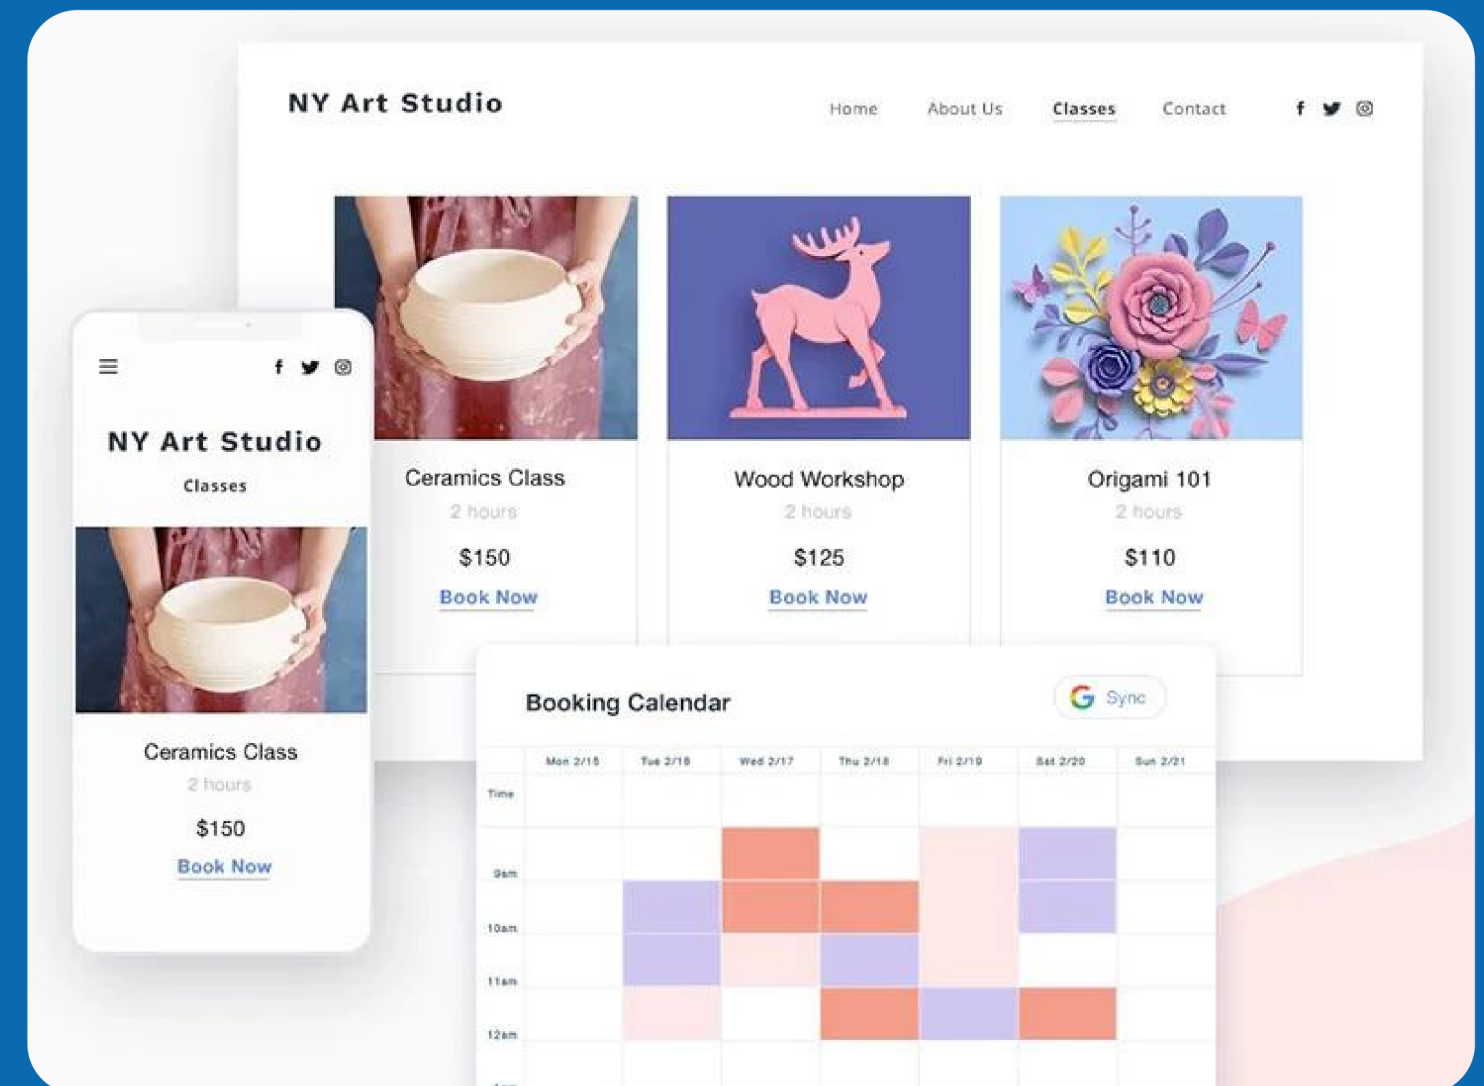 NY Art Studio
Home About Us Classes Contact
Ceramics Class
2 hours
$150
Book Now
Wood Workshop
2 hours
$125
Book Now
Origami 101
2 hours
$110
Book Now
NY Art Studio
Classes
Ceramics Class
2 hours
$150
Book Now
Booking Calendar
Sync
Mon 2/15 Tue 2/16 Wed 2/17 Thu 2/18 Fri 2/19 Sat 2/20 Sun 2/21
Time
9am
10am
11am
12am